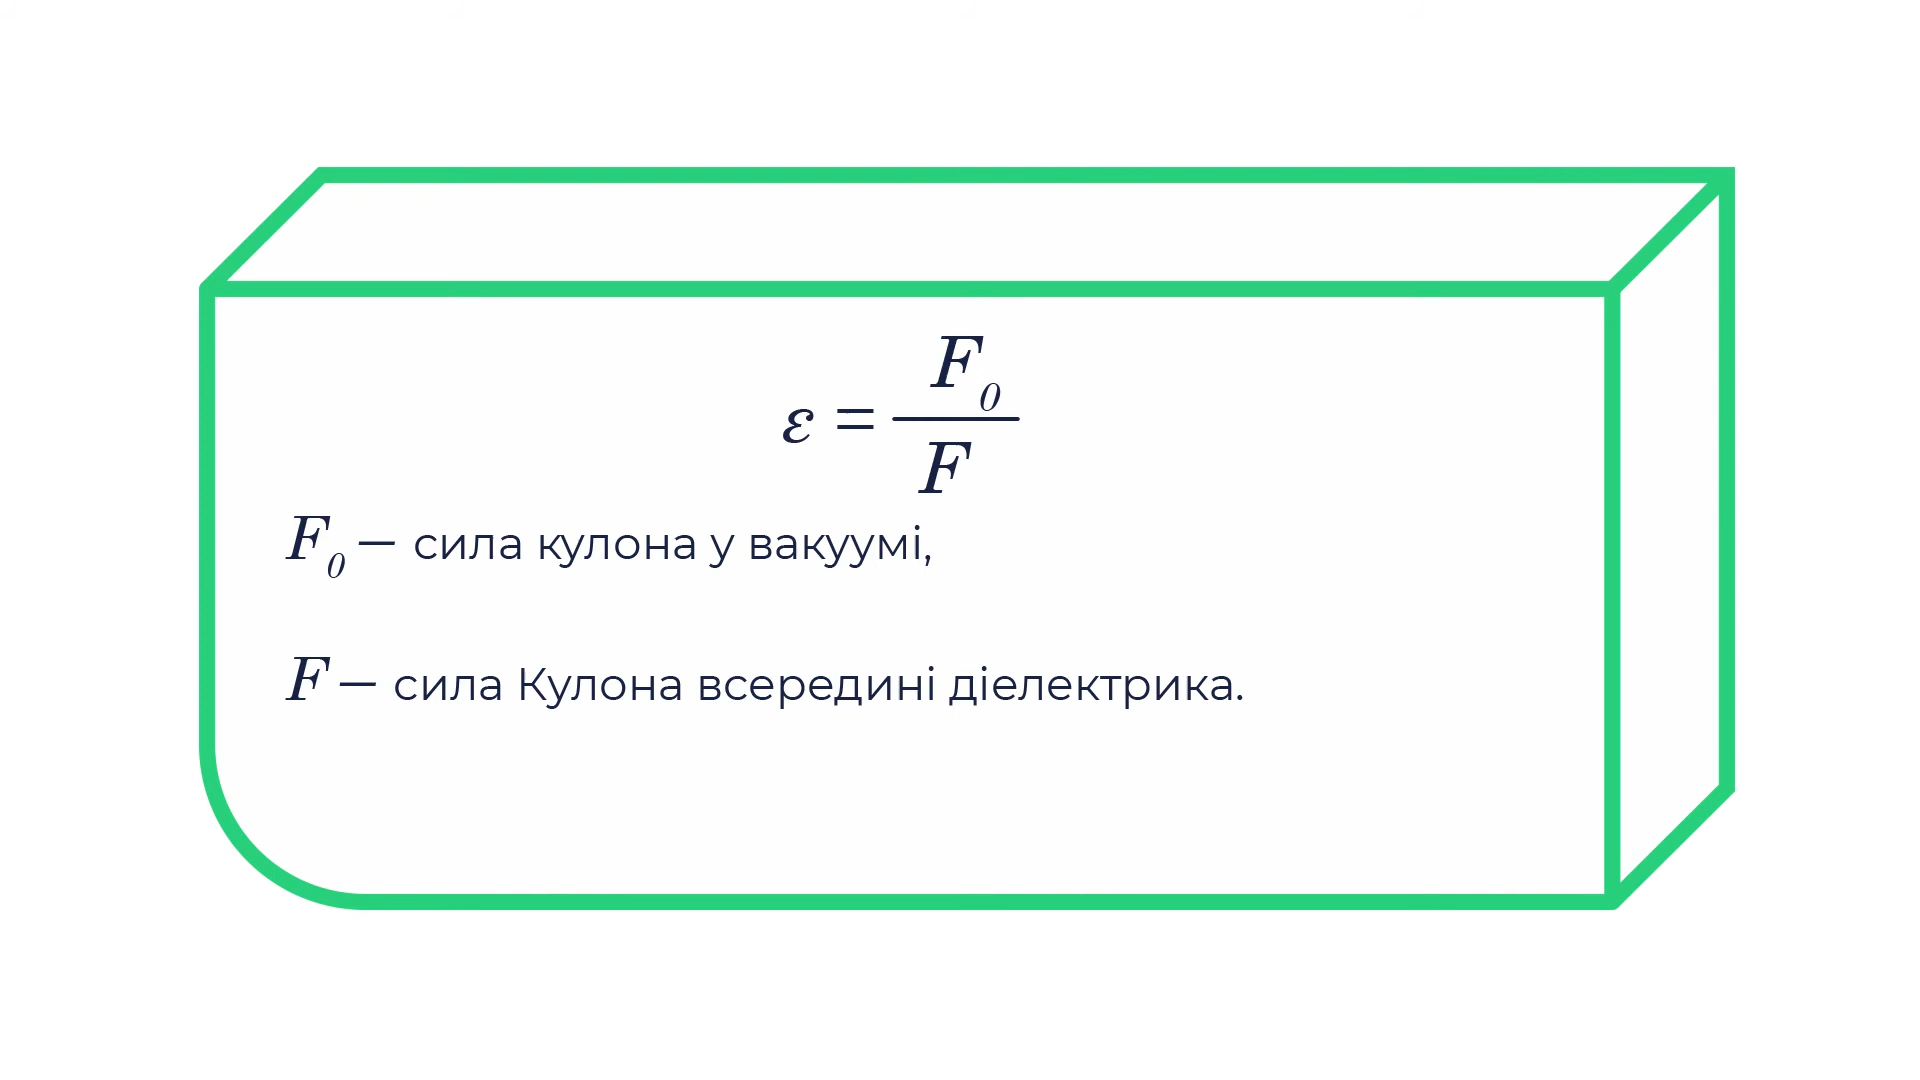 ε = F₀ / F
F₀ — сила кулона у вакуумі,
F — сила Кулона всередині діелектрика.